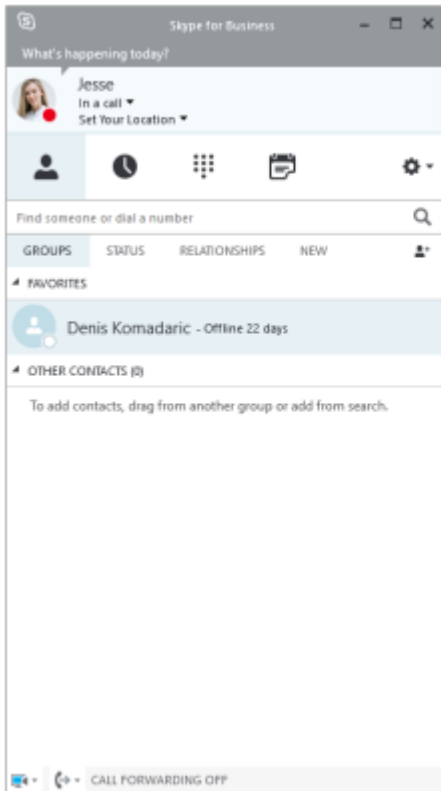 Skype for Business
What's happening today?
Jesse
In a call
Set Your Location
Find someone or dial a number
GROUPS STATUS RELATIONSHIPS NEW
FAVORITES
Denis Komadaric - Offline 22 days
OTHER CONTACTS (0)
To add contacts, drag from another group or add from search.
CALL FORWARDING OFF